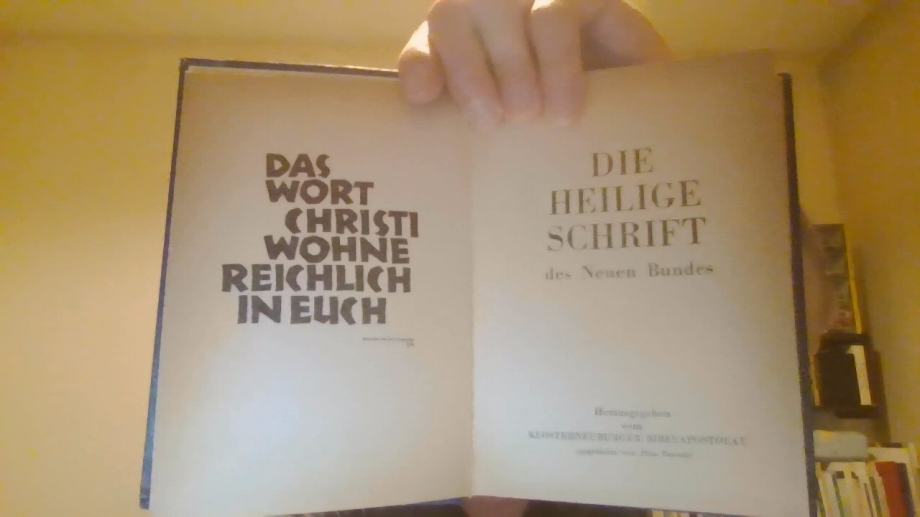 DAS
WORT
CHRISTI
WOHNE
REICHLICH
IN EUCH
DIE
HEILIGE
SCHRIFT
des Neuen Bundes
Herausgegeben
vom
KLOSTERNEUBURGER BIBELAPOSTOLAT